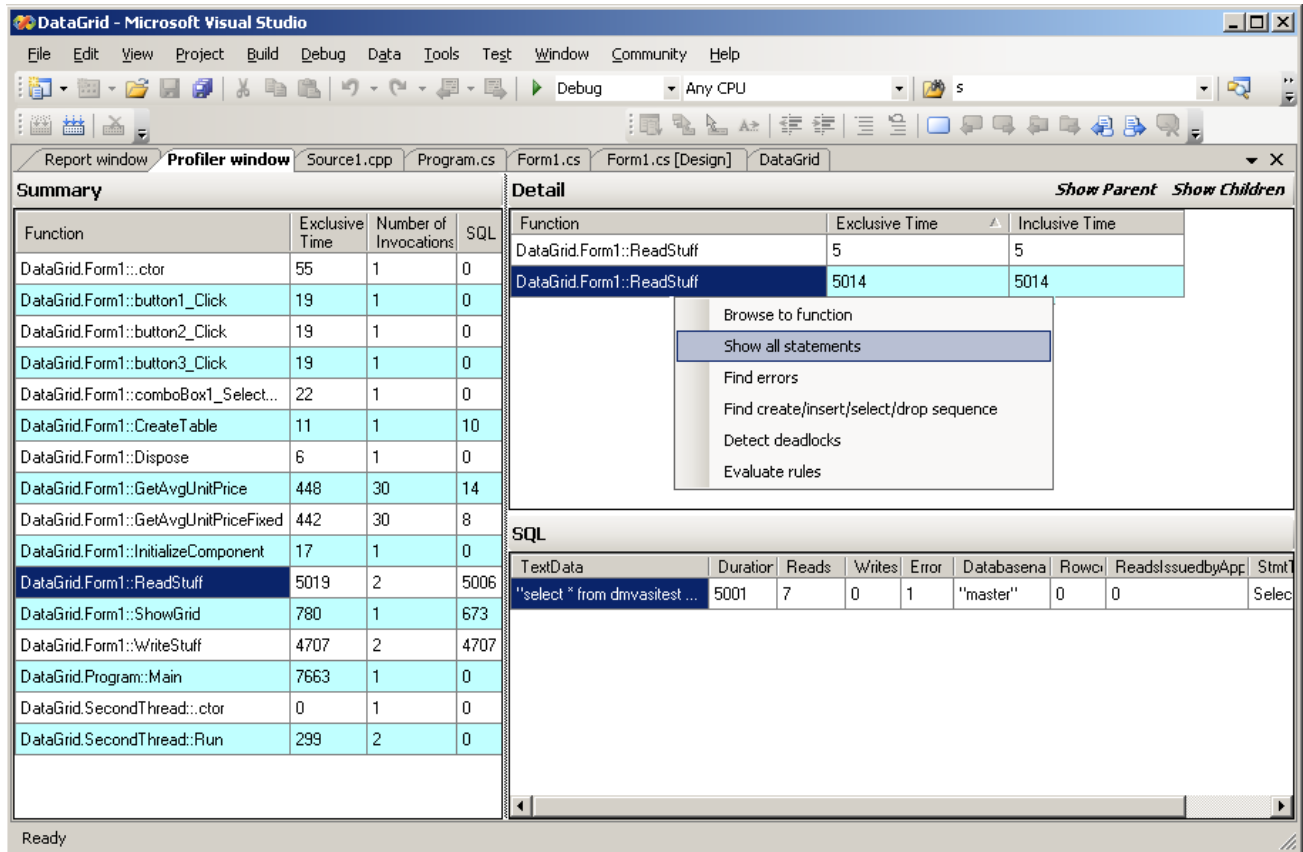 DataGrid - Microsoft Visual Studio
File Edit View Project Build Debug Data Tools Test Window Community Help
Debug Any CPU s
Report window Profiler window Source1.cpp Program.cs Form1.cs Form1.cs [Design] DataGrid
Summary
Function Exclusive Time Number of Invocations SQL
DataGrid.Form1::.ctor 55 1 0
DataGrid.Form1::button1_Click 19 1 0
DataGrid.Form1::button2_Click 19 1 0
DataGrid.Form1::button3_Click 19 1 0
DataGrid.Form1::comboBox1_Select... 22 1 0
DataGrid.Form1::CreateTable 11 1 10
DataGrid.Form1::Dispose 6 1 0
DataGrid.Form1::GetAvgUnitPrice 448 30 14
DataGrid.Form1::GetAvgUnitPriceFixed 442 30 8
DataGrid.Form1::InitializeComponent 17 1 0
DataGrid.Form1::ReadStuff 5019 2 5006
DataGrid.Form1::ShowGrid 780 1 673
DataGrid.Form1::WriteStuff 4707 2 4707
DataGrid.Program::Main 7663 1 0
DataGrid.SecondThread::.ctor 0 1 0
DataGrid.SecondThread::Run 299 2 0
Detail Show Parent Show Children
Function Exclusive Time Inclusive Time
DataGrid.Form1::ReadStuff 5 5
DataGrid.Form1::ReadStuff 5014 5014
Browse to function
Show all statements
Find errors
Find create/insert/select/drop sequence
Detect deadlocks
Evaluate rules
SQL
TextData Duration Reads Writes Error Databasena Rowc ReadsIssuedbyApp StmtT
"select * from dmvasitest ... 5001 7 0 1 "master" 0 0 Selec
Ready